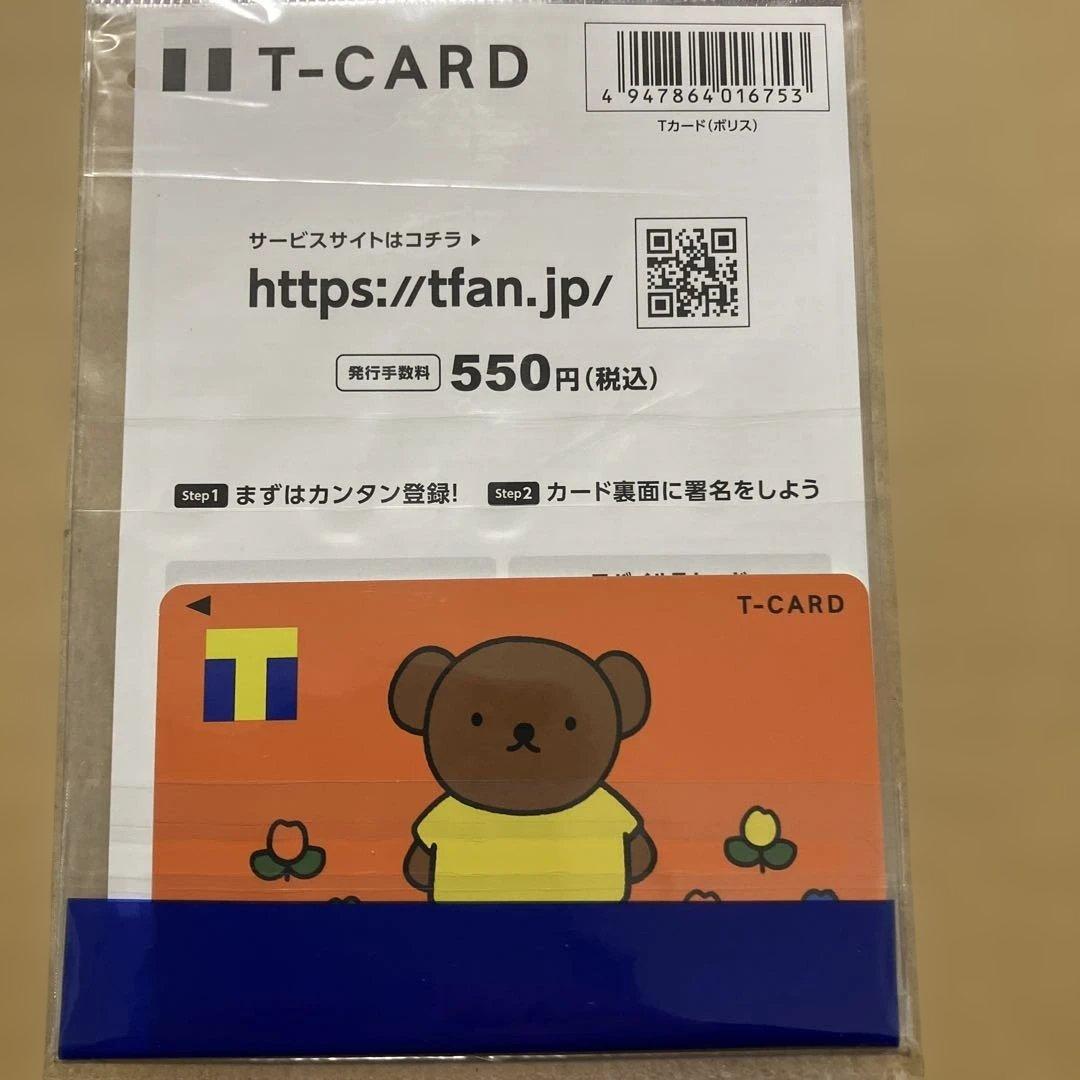 T-CARD
4 947864 016753
Tカード(ボリス)
サービスサイトはコチラ▶
https://tfan.jp/
発行手数料 550円(税込)
Step1 まずはカンタン登録! Step2 カード裏面に署名をしよう
T-CARD
T